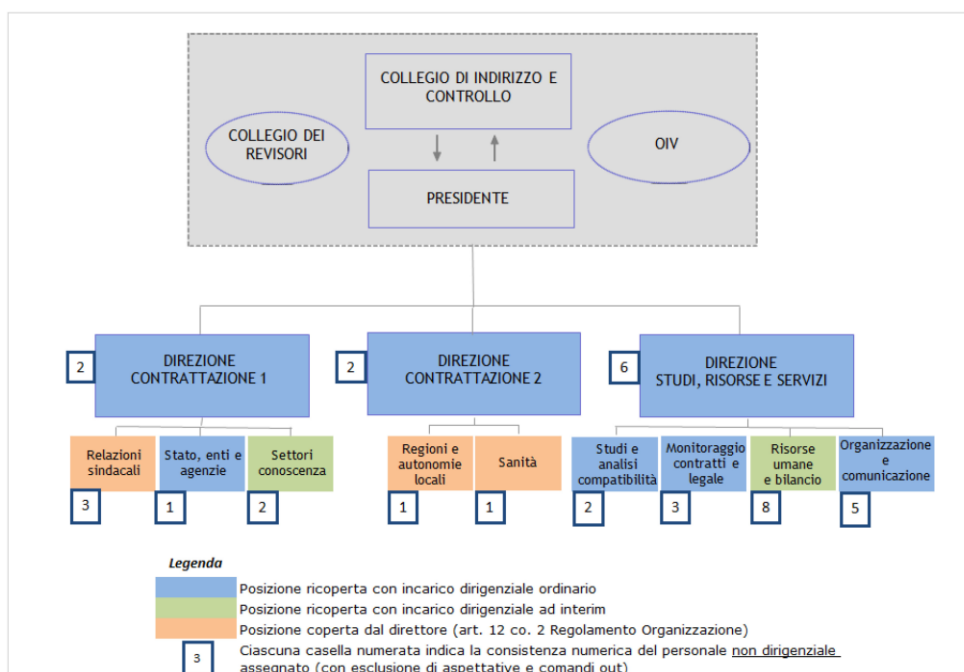 COLLEGIO DI INDIRIZZO E
CONTROLLO
COLLEGIO DEI
REVISORI
OIV
PRESIDENTE
2
DIREZIONE
CONTRATTAZIONE 1
2
DIREZIONE
CONTRATTAZIONE 2
6
DIREZIONE
STUDI, RISORSE E SERVIZI
Relazioni
sindacali
3
Stato, enti e
agenzie
1
Settori
conoscenza
2
Regioni e
autonomie
locali
1
Sanità
1
Studi e
analisi
compatibilità
2
Monitoraggio
contratti e
legale
3
Risorse
umane
e bilancio
8
Organizzazione
e
comunicazione
5
Legenda
Posizione ricoperta con incarico dirigenziale ordinario
Posizione ricoperta con incarico dirigenziale ad interim
Posizione coperta dal direttore (art. 12 co. 2 Regolamento Organizzazione)
3
Ciascuna casella numerata indica la consistenza numerica del personale non dirigenziale
assegnato (con esclusione di aspettative e comandi out)